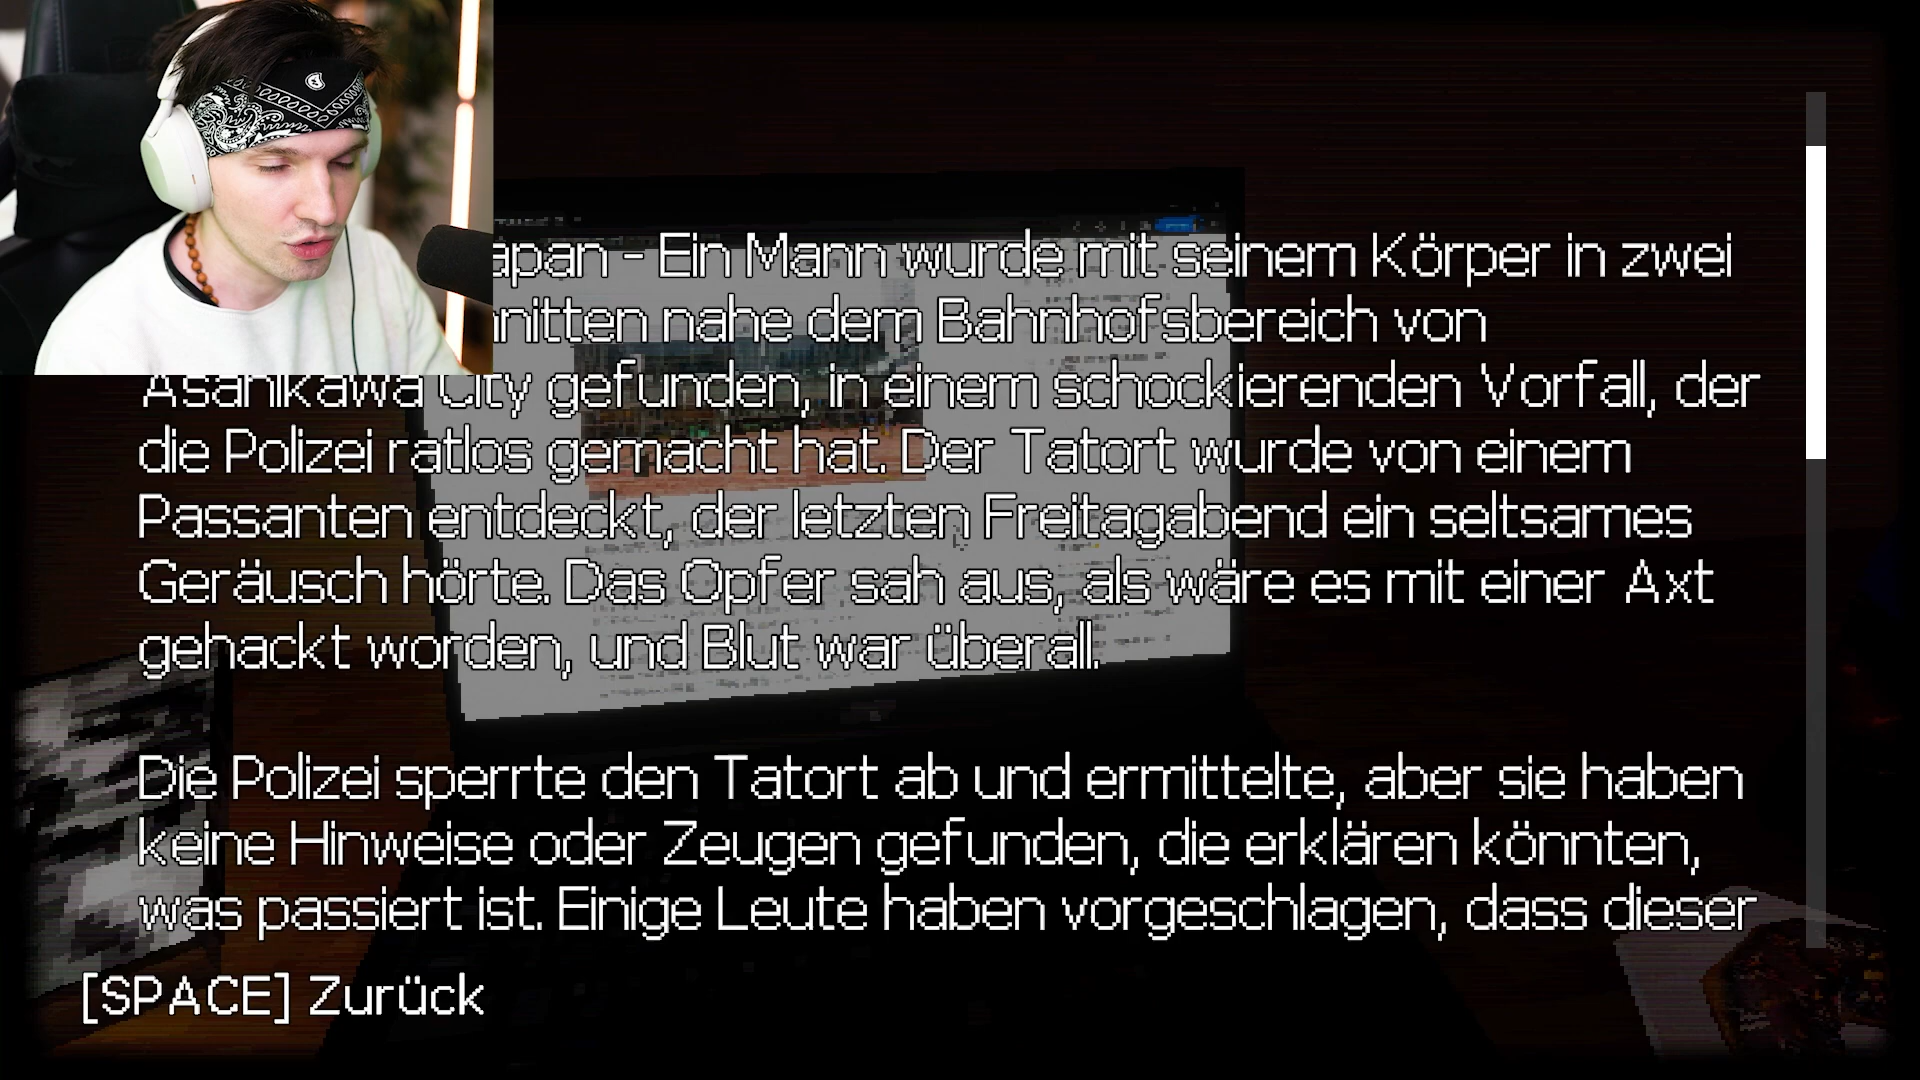 apan - Ein Mann wurde mit seinem Körper in zwei
hnitten nahe dem Bahnhofsbereich von
Asahikawa City gefunden, in einem schockierenden Vorfall, der
die Polizei ratlos gemacht hat. Der Tatort wurde von einem
Passanten entdeckt, der letzten Freitagabend ein seltsames
Geräusch hörte. Das Opfer sah aus, als wäre es mit einer Axt
gehackt worden, und Blut war überall.
Die Polizei sperrte den Tatort ab und ermittelte, aber sie haben
keine Hinweise oder Zeugen gefunden, die erklären könnten,
was passiert ist. Einige Leute haben vorgeschlagen, dass dieser
[SPACE] Zurück